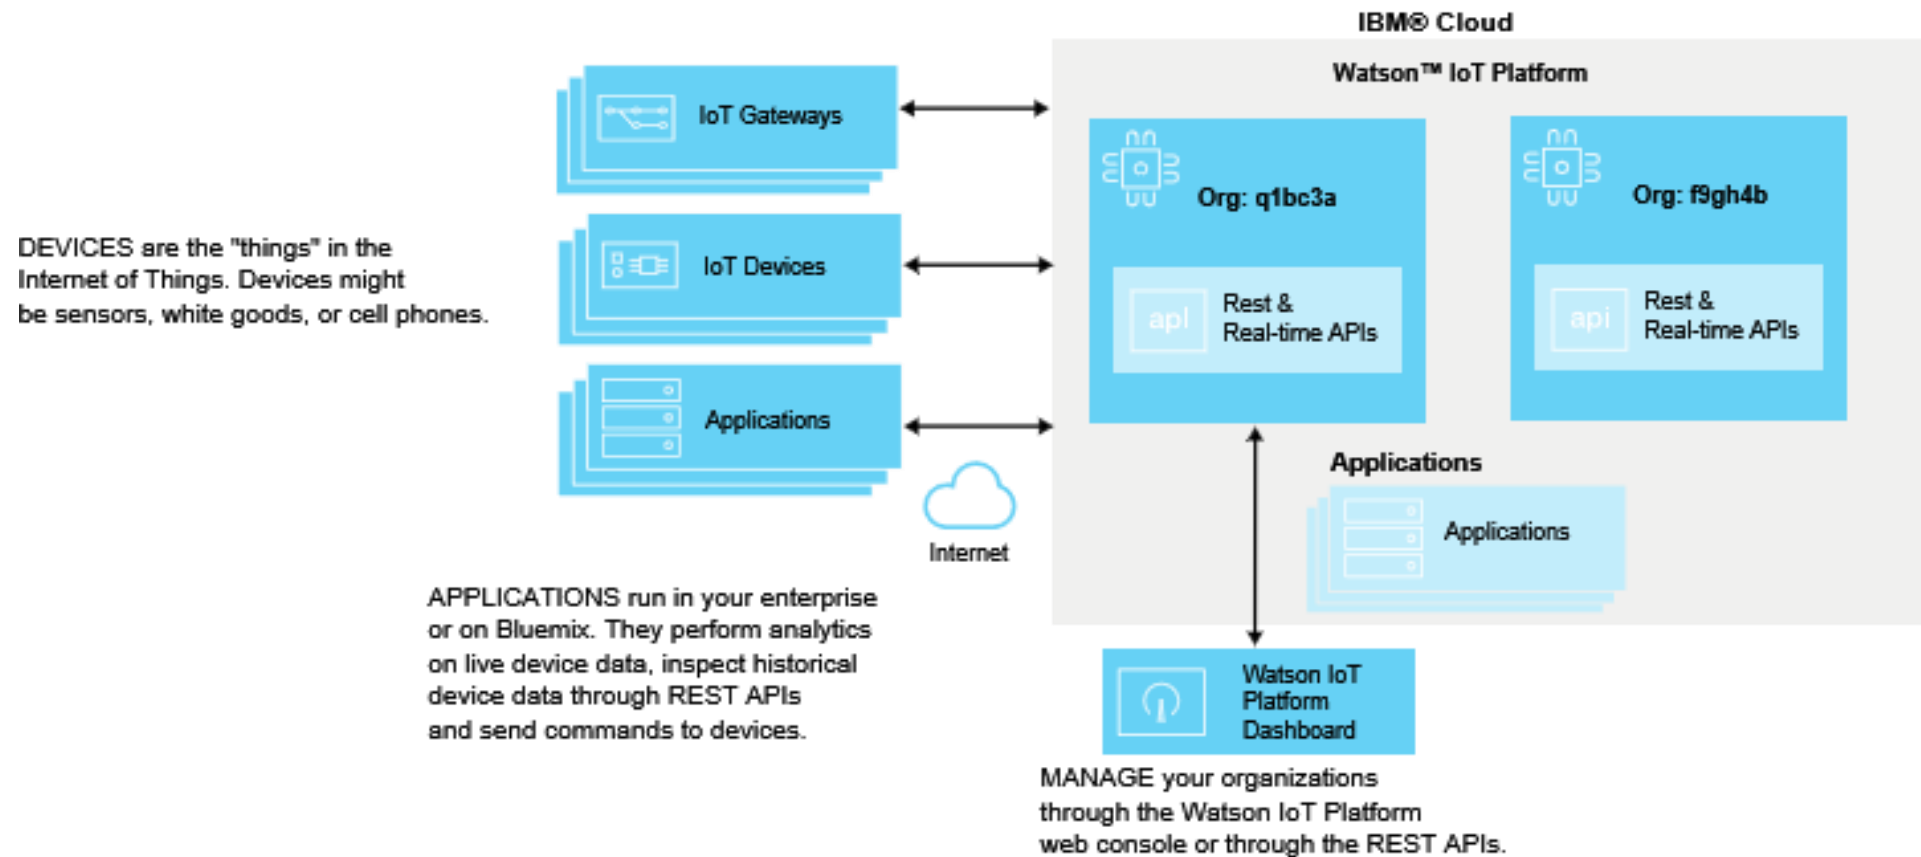 IBM® Cloud
Watson™ IoT Platform
IoT Gateways
IoT Devices
Applications
DEVICES are the "things" in the
Internet of Things. Devices might
be sensors, white goods, or cell phones.
Internet
APPLICATIONS run in your enterprise
or on Bluemix. They perform analytics
on live device data, inspect historical
device data through REST APIs
and send commands to devices.
Org: q1bc3a
api
Rest &
Real-time APIs
Org: f9gh4b
api
Rest &
Real-time APIs
Applications
Applications
Watson IoT
Platform
Dashboard
MANAGE your organizations
through the Watson IoT Platform
web console or through the REST APIs.